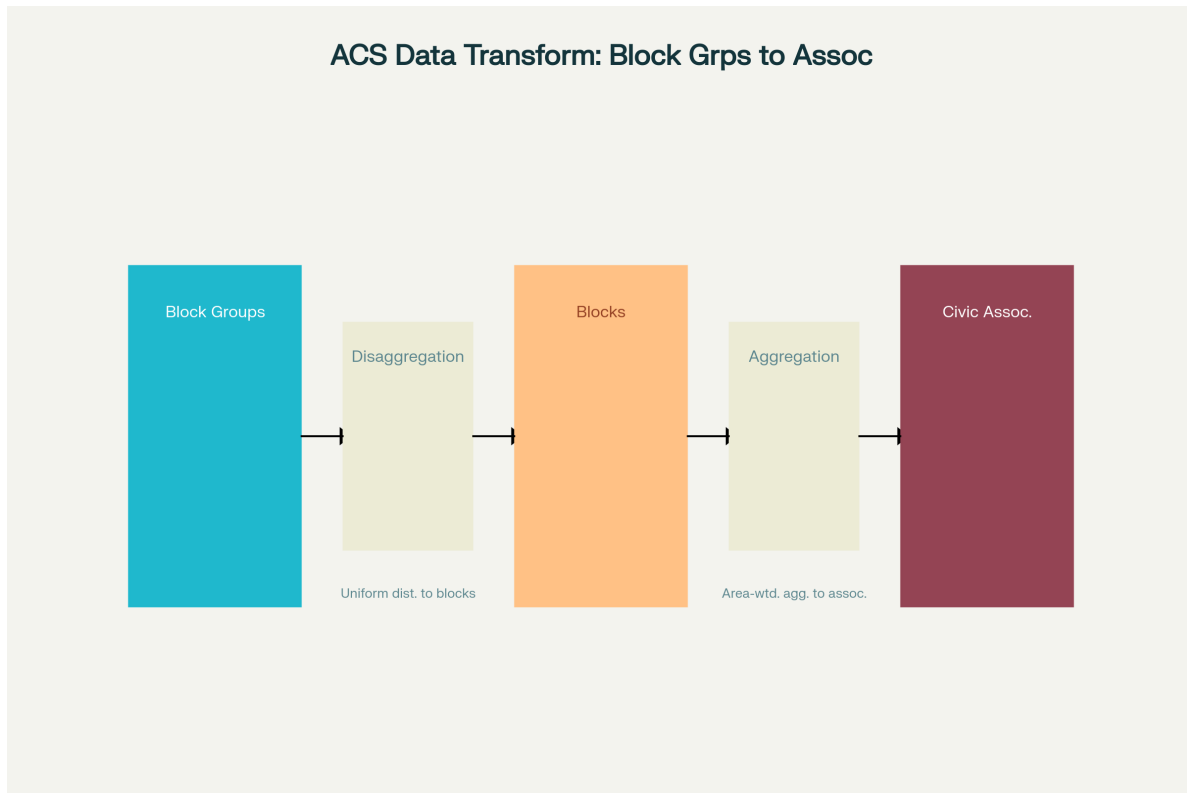 ACS Data Transform: Block Grps to Assoc
Block Groups
Disaggregation
Uniform dist. to blocks
Blocks
Aggregation
Area-wtd. agg. to assoc.
Civic Assoc.